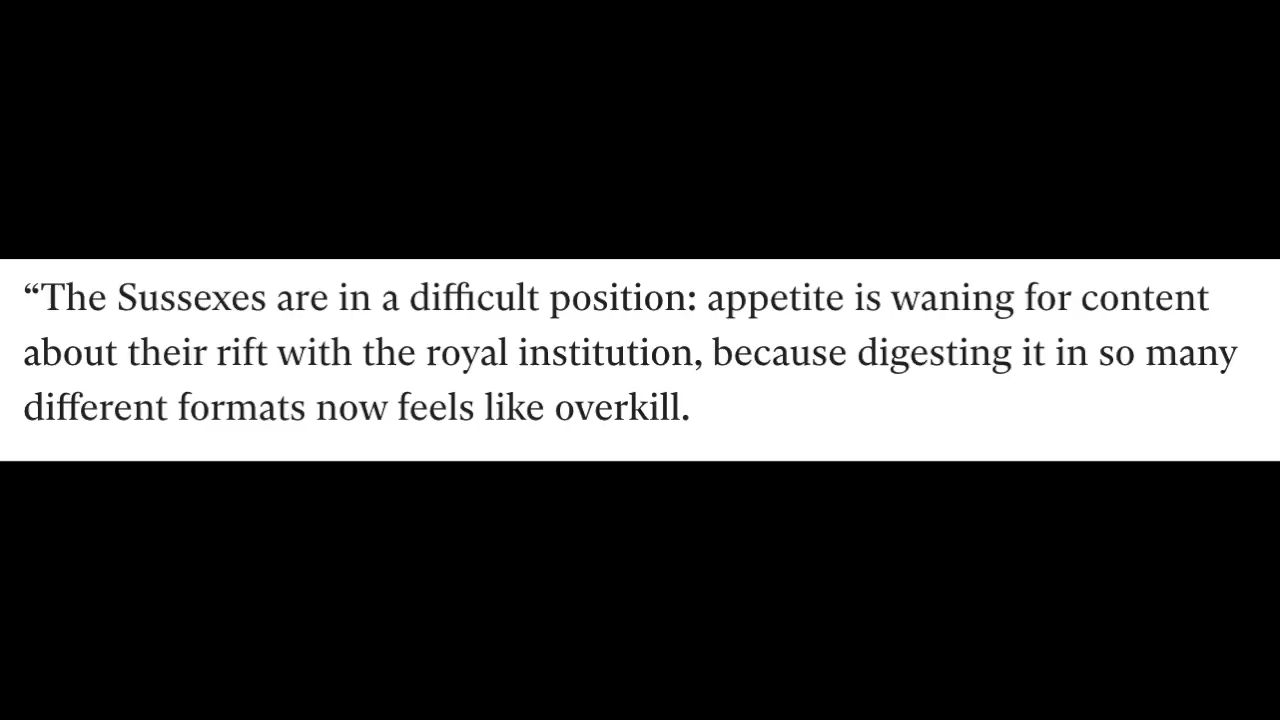 “The Sussexes are in a difficult position: appetite is waning for content
about their rift with the royal institution, because digesting it in so many
different formats now feels like overkill.